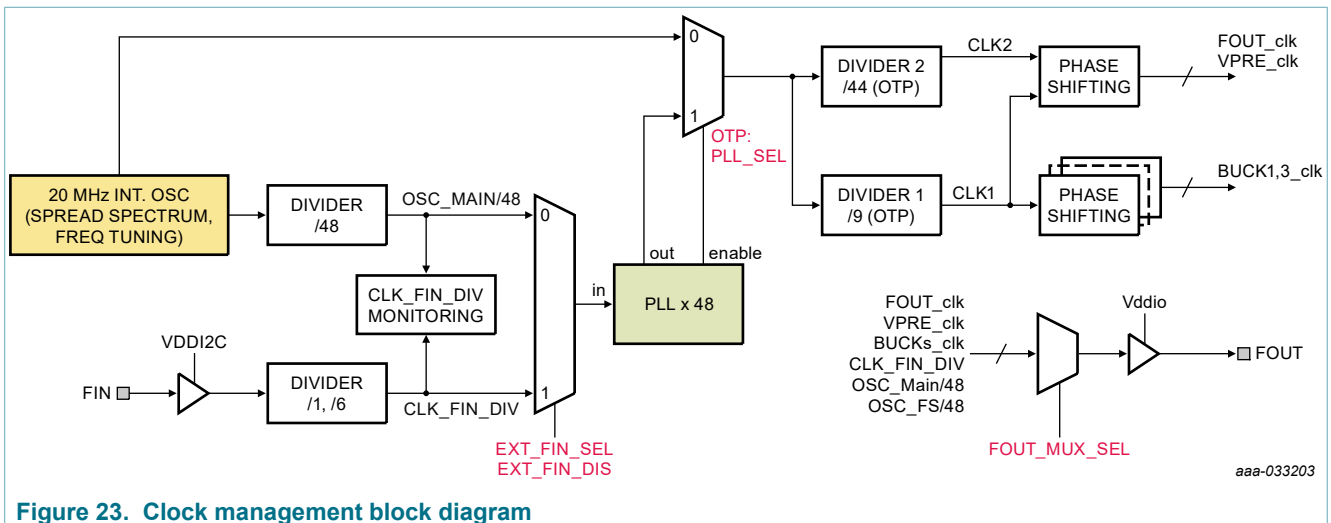 0
1
OTP:
PLL_SEL
DIVIDER 2
/44 (OTP)
CLK2
PHASE
SHIFTING
FOUT_clk
VPRE_clk
DIVIDER 1
/9 (OTP)
CLK1
PHASE
SHIFTING
BUCK1,3_clk
20 MHz INT. OSC
(SPREAD SPECTRUM,
FREQ TUNING)
DIVIDER
/48
OSC_MAIN/48
0
CLK_FIN_DIV
MONITORING
out
enable
in
PLL x 48
VDDI2C
FIN
DIVIDER
/1, /6
CLK_FIN_DIV
1
EXT_FIN_SEL
EXT_FIN_DIS
FOUT_clk
VPRE_clk
BUCKs_clk
CLK_FIN_DIV
OSC_Main/48
OSC_FS/48
Vddio
FOUT
FOUT_MUX_SEL
aaa-033203
Figure 23. Clock management block diagram